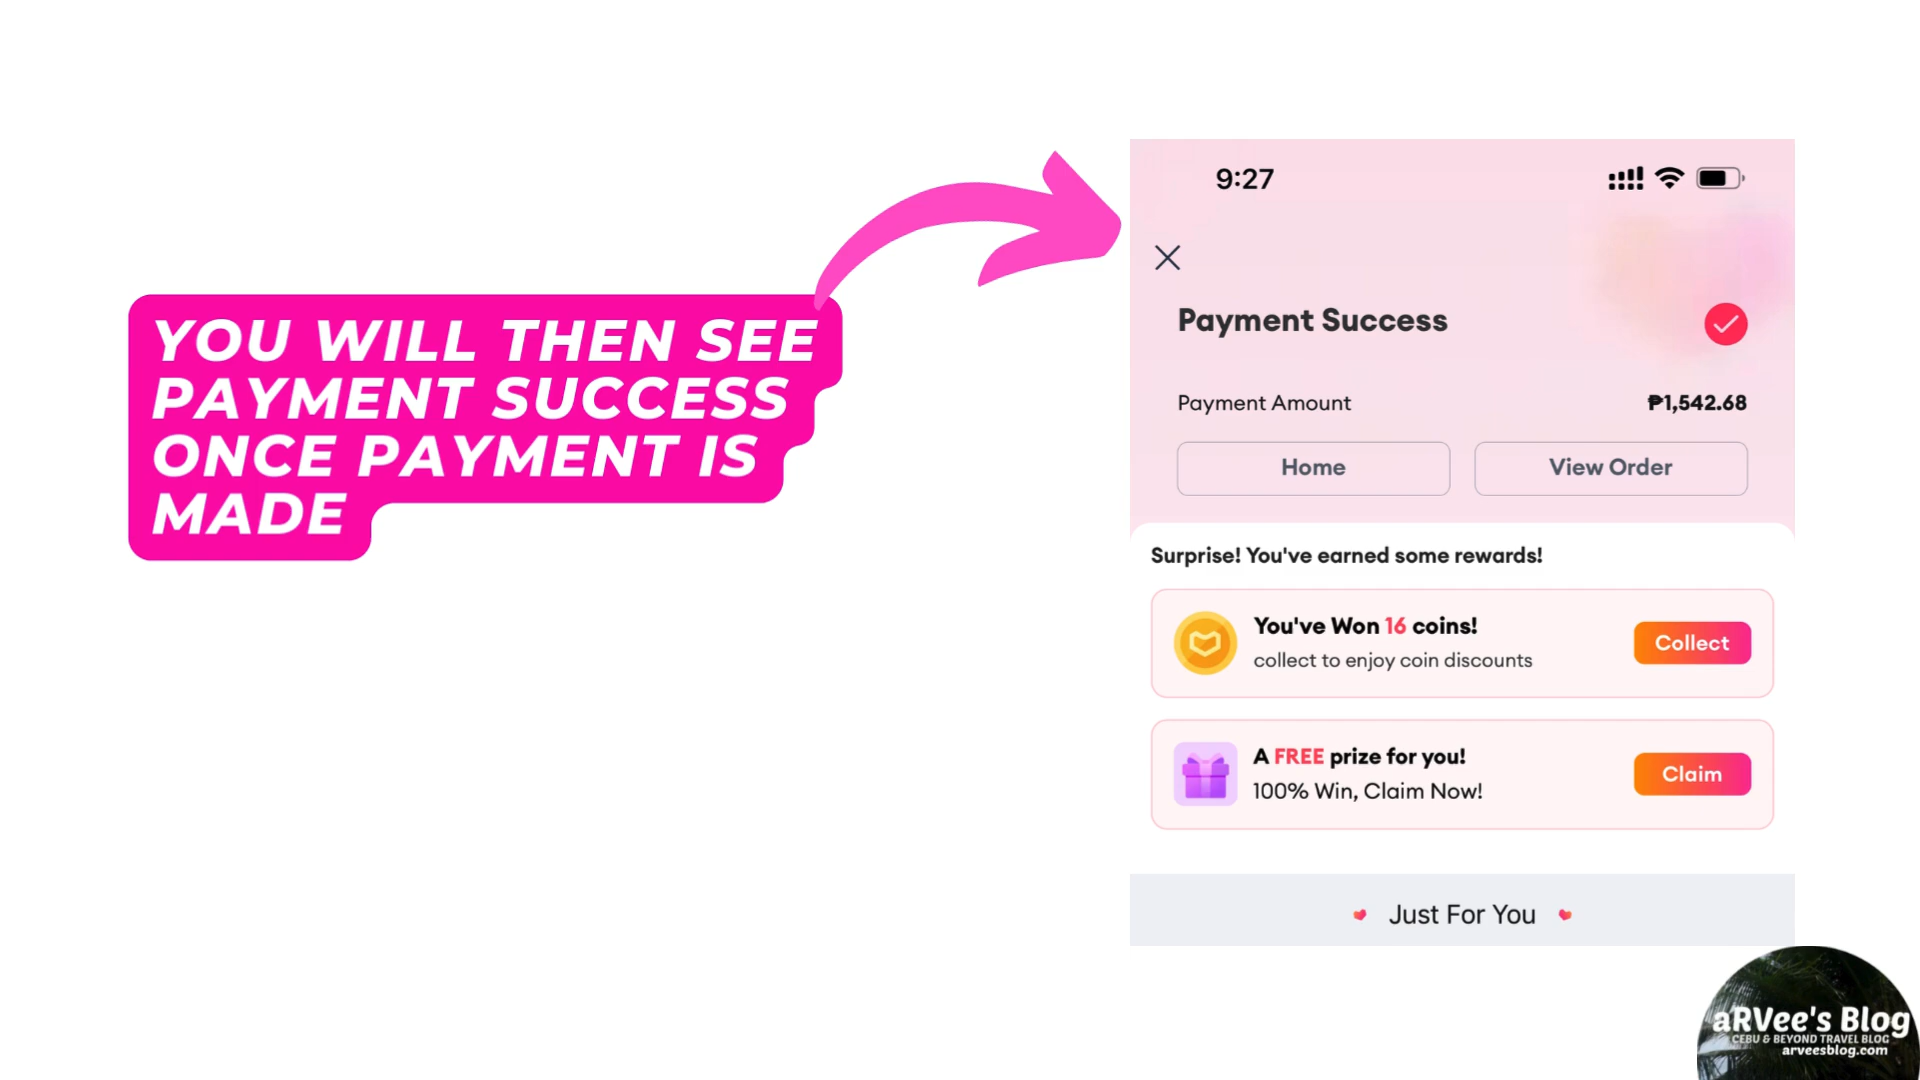 YOU WILL THEN SEE
PAYMENT SUCCESS
ONCE PAYMENT IS
MADE
9:27
Payment Success
Payment Amount ₱1,542.68
Home View Order
Surprise! You've earned some rewards!
You've Won 16 coins!
collect to enjoy coin discounts
Collect
A FREE prize for you!
100% Win, Claim Now!
Claim
Just For You
aRVee's Blog
CEBU & BEYOND TRAVEL BLOG
arveesblog.com